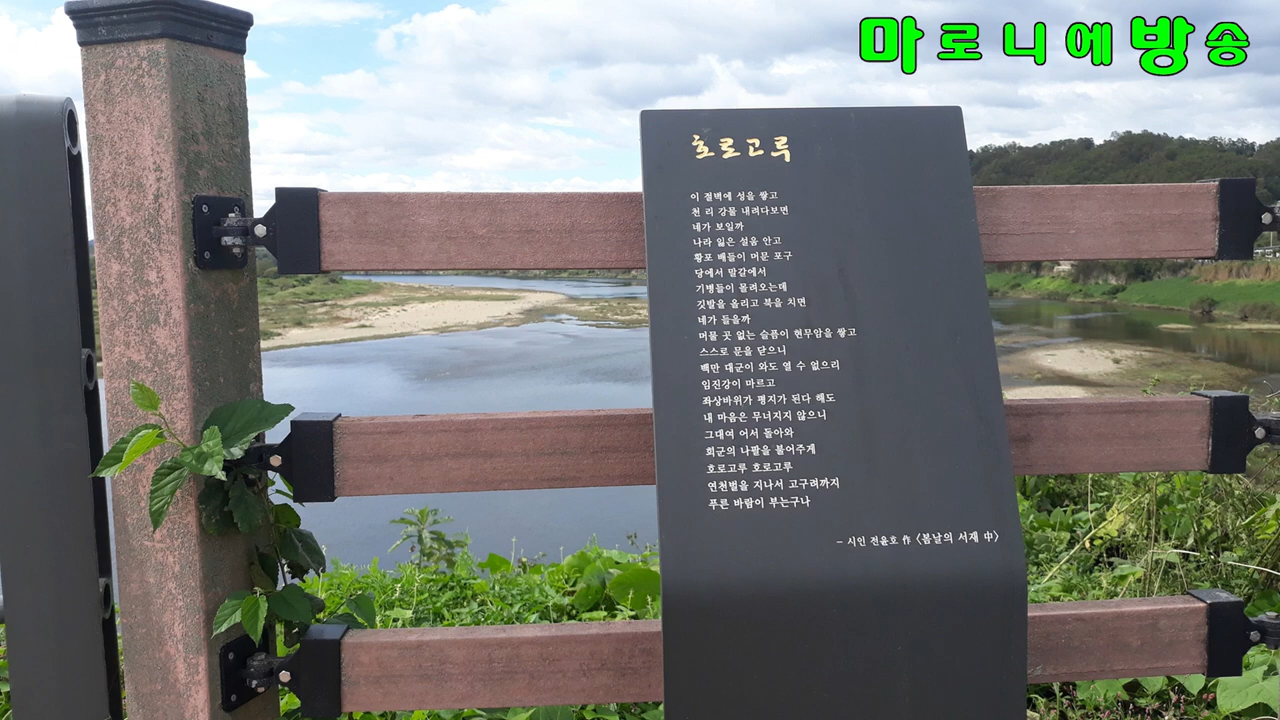 마로니에방송
호로고루
이 절벽에 성을 쌓고
천 리 강물 내려다보면
네가 보일까
나라 잃은 설움 안고
황포 배들이 머문 포구
당에서 말갈에서
기병들이 몰려오는데
깃발을 올리고 북을 치면
네가 들을까
머물 곳 없는 슬픔이 현무암을 쌓고
스스로 문을 닫으니
백만 대군이 와도 열 수 없으리
임진강이 마르고
좌상바위가 평지가 된다 해도
내 마음은 무너지지 않으니
그대여 어서 돌아와
회군의 나팔을 불어주게
호로고루 호로고루
연천벌을 지나서 고구려까지
푸른 바람이 부는구나
- 시인 전윤호 作 <봄날의 서재 中>